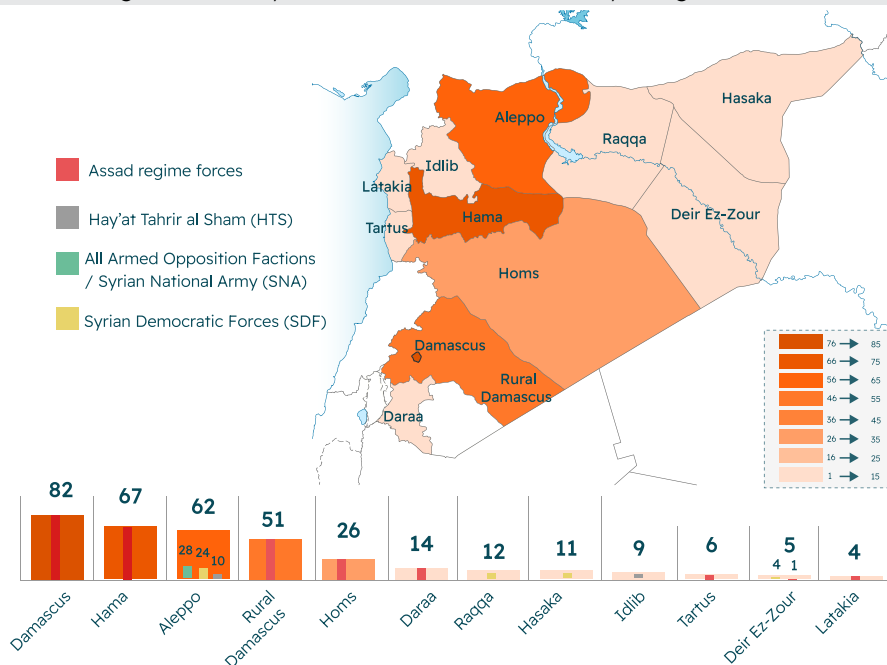 Aleppo
Hasaka
Raqqa
Idlib
Latakia
Tartus
Hama
Deir Ez-Zour
Homs
Damascus
Rural
Damascus
Daraa
Assad regime forces
Hay'at Tahrir al Sham (HTS)
All Armed Opposition Factions
/ Syrian National Army (SNA)
Syrian Democratic Forces (SDF)
76 → 85
66 → 75
56 → 65
46 → 55
36 → 45
26 → 35
16 → 25
1 → 15
82 67 62 51 26 14 12 11 9 6 5 4
28 24 10
4 1
Damascus
Hama
Aleppo
Rural
Damascus
Homs
Daraa
Raqqa
Hasaka
Idlib
Tartus
Deir Ez-Zour
Latakia